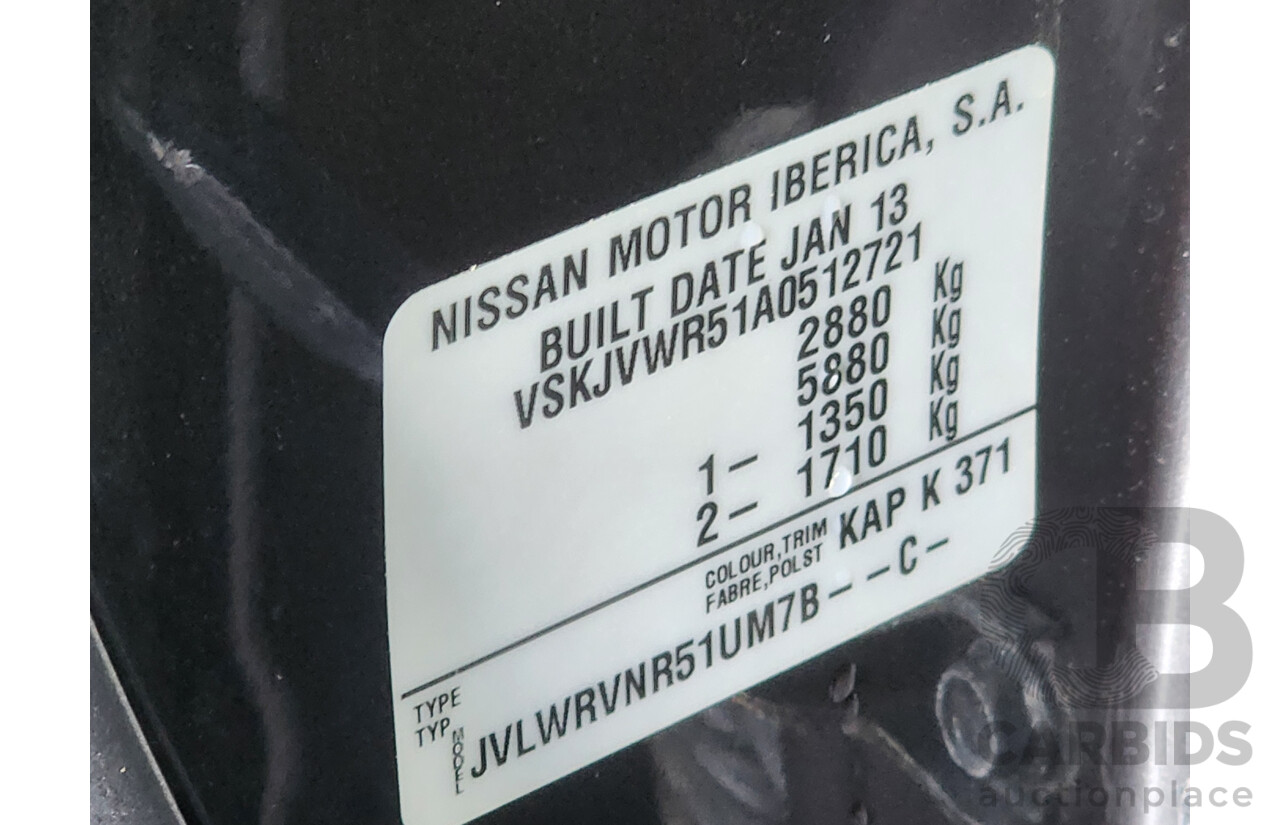 NISSAN MOTOR IBERICA, S.A.
BUILT DATE JAN 13
VSKJVWR51A0512721
2880 Kg
5880 Kg
1- 1350 Kg
2- 1710 Kg
COLOUR,TRIM KAP K 371
FABRE,POLST
TYPE
TYP
MODEL
JVLWRVNR51UM7B---C-
CARBIDS
auctionplace